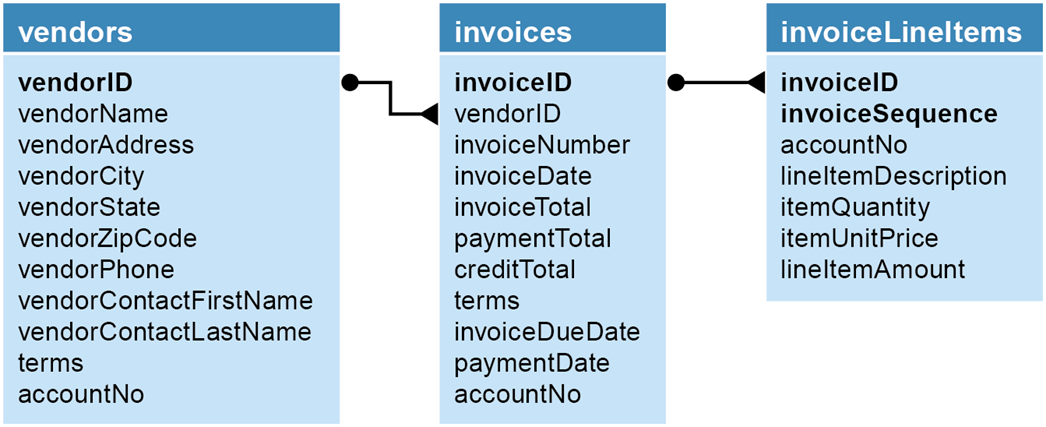 vendors
vendorID
vendorName
vendorAddress
vendorCity
vendorState
vendorZipCode
vendorPhone
vendorContactFirstName
vendorContactLastName
terms
accountNo
invoices
invoiceID
vendorID
invoiceNumber
invoiceDate
invoiceTotal
paymentTotal
creditTotal
terms
invoiceDueDate
paymentDate
accountNo
invoiceLineItems
invoiceID
invoiceSequence
accountNo
lineItemDescription
itemQuantity
itemUnitPrice
lineItemAmount